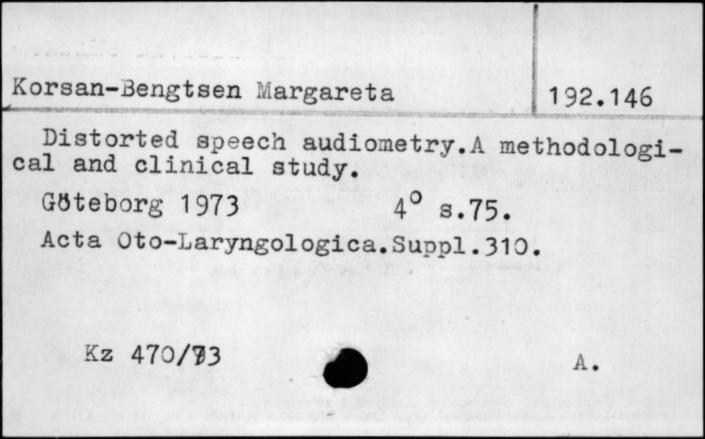 Korsan-Bengtsen Margareta 192.146
Distorted speech audiometry.A methodologi-
cal and clinical study.
Göteborg 1973 4° s.75.
Acta Oto-Laryngologica.Suppl.310.
Kz 470/73 A.